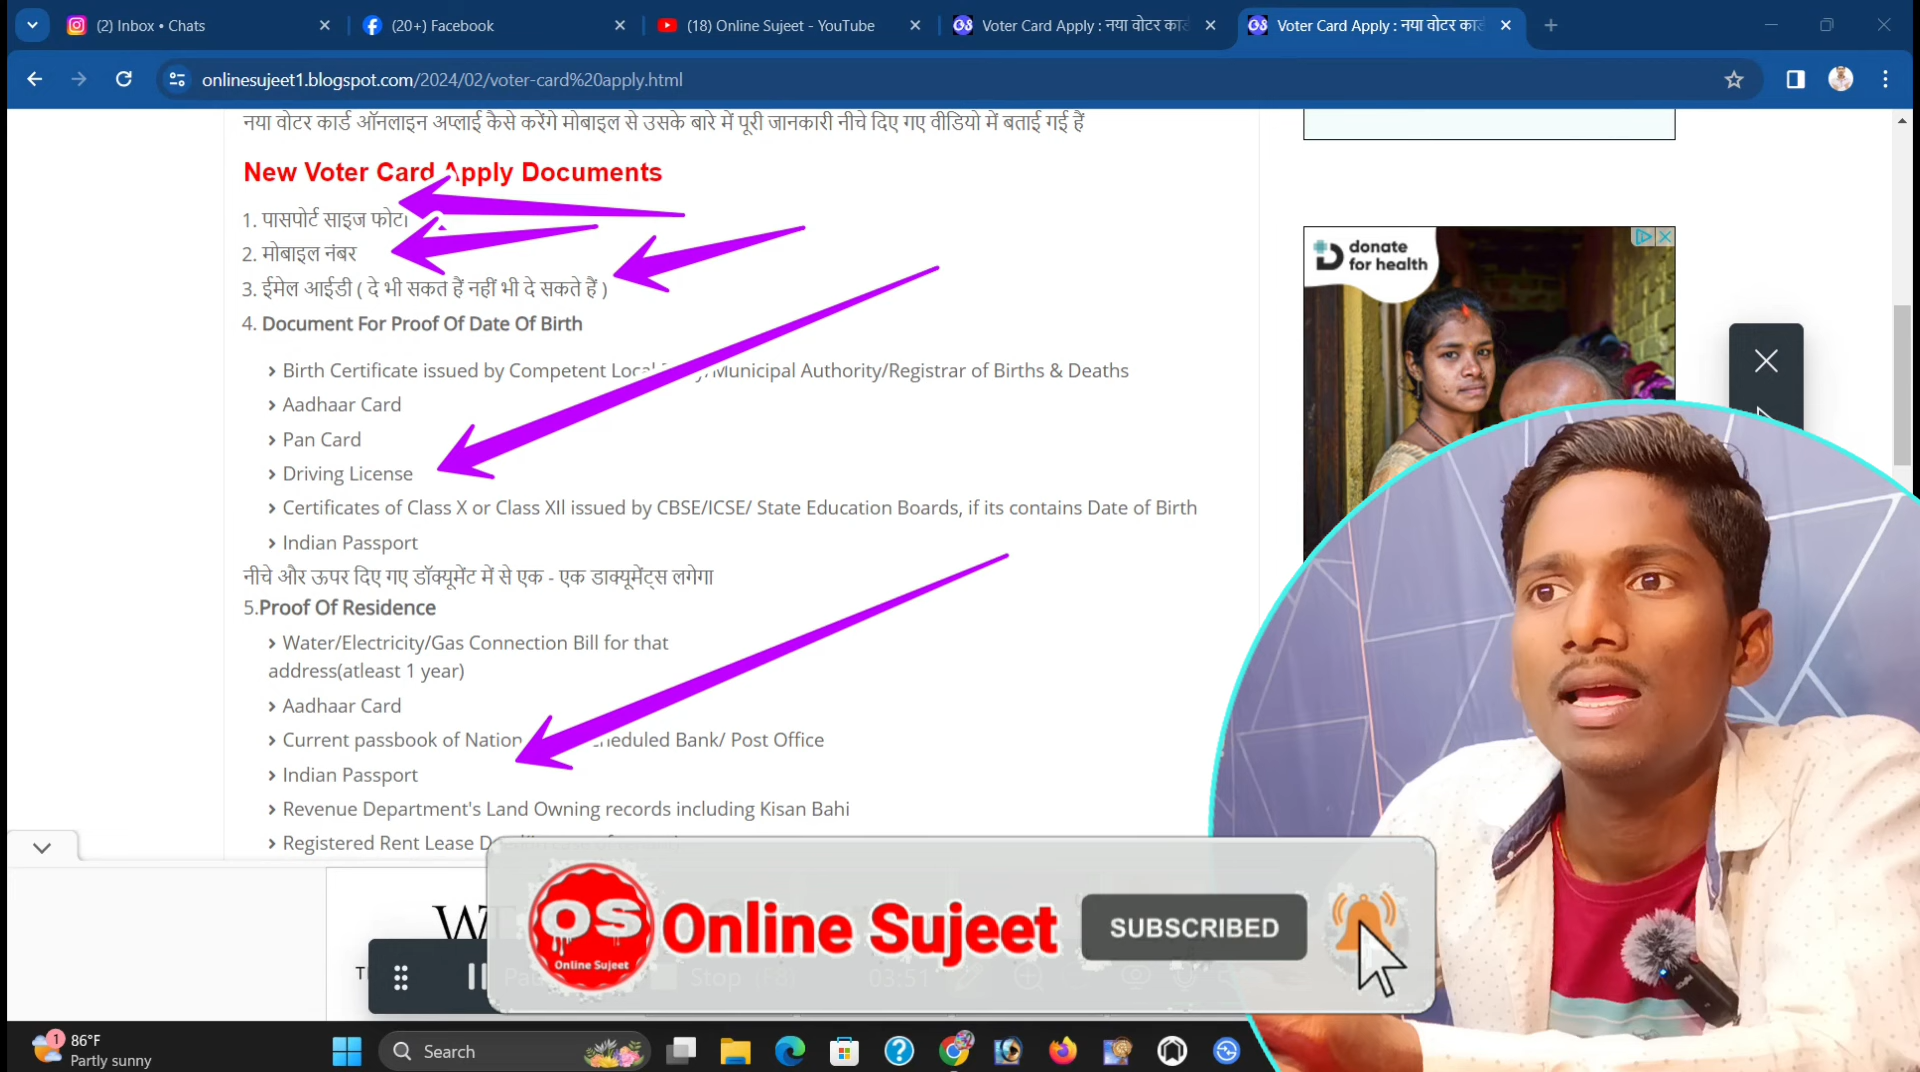 (2) Inbox • Chats
(20+) Facebook
(18) Online Sujeet - YouTube
Voter Card Apply : नया वोटर कार्ड
Voter Card Apply : नया वोटर कार्ड
onlinesujeet1.blogspot.com/2024/02/voter-card%20apply.html
नया वोटर कार्ड ऑनलाइन अप्लाई कैसे करेंगे मोबाइल से उसके बारे में पूरी जानकारी नीचे दिए गए वीडियो में बताई गई हैं
New Voter Card Apply Documents
1. पासपोर्ट साइज फोटो
2. मोबाइल नंबर
3. ईमेल आईडी ( दे भी सकते हैं नहीं भी दे सकते हैं )
4. Document For Proof Of Date Of Birth
Birth Certificate issued by Competent Local Municipal Authority/Registrar of Births & Deaths
Aadhaar Card
Pan Card
Driving License
Certificates of Class X or Class XII issued by CBSE/ICSE/ State Education Boards, if its contains Date of Birth
Indian Passport
नीचे और ऊपर दिए गए डॉक्यूमेंट में से एक - एक डाक्यूमेंट्स लगेगा
5.Proof Of Residence
Water/Electricity/Gas Connection Bill for that
address(atleast 1 year)
Aadhaar Card
Current passbook of Scheduled Bank/ Post Office
Indian Passport
Revenue Department's Land Owning records including Kisan Bahi
Registered Rent Lease
donate
for health
OS
Online Sujeet
Online Sujeet
SUBSCRIBED
Stop (F8)
03:51
1
86°F
Partly sunny
Search